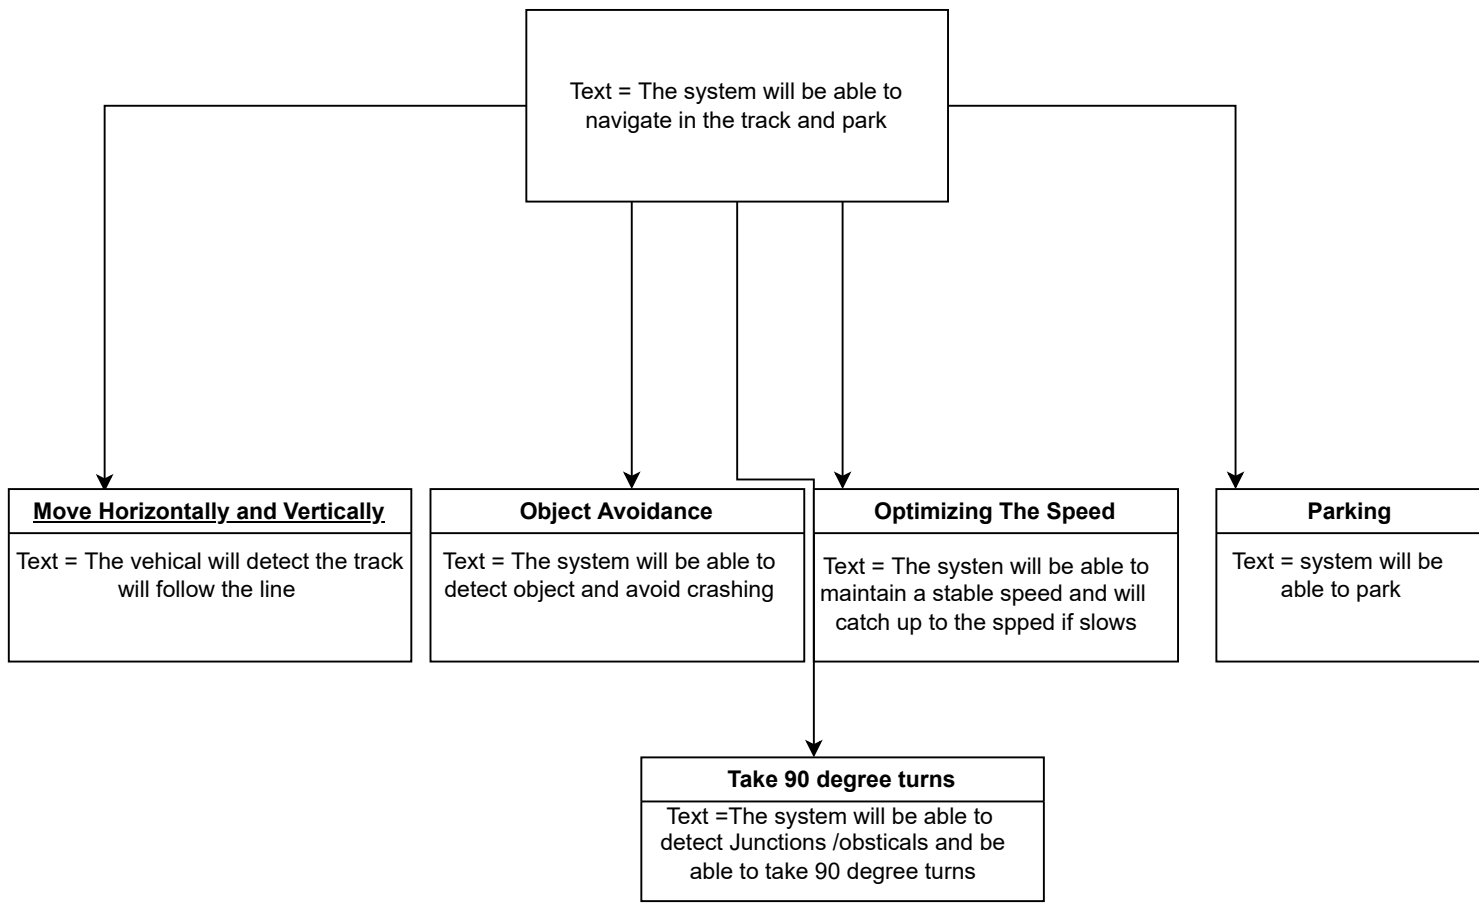 Text = The system will be able to
navigate in the track and park
Move Horizontally and Vertically
Text = The vehical will detect the track
will follow the line
Object Avoidance
Text = The system will be able to
detect object and avoid crashing
Optimizing The Speed
Text = The systen will be able to
maintain a stable speed and will
catch up to the spped if slows
Parking
Text = system will be
able to park
Take 90 degree turns
Text =The system will be able to
detect Junctions /obsticals and be
able to take 90 degree turns